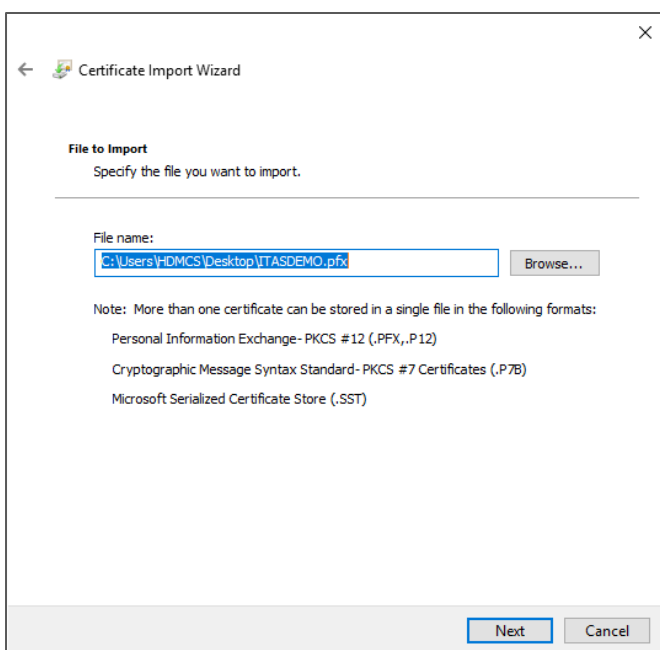 Certificate Import Wizard
File to Import
Specify the file you want to import.
File name:
C:\Users\HDMCS\Desktop\ITASDEMO.pfx
Browse...
Note: More than one certificate can be stored in a single file in the following formats:
Personal Information Exchange- PKCS #12 (.PFX,.P12)
Cryptographic Message Syntax Standard- PKCS #7 Certificates (.P7B)
Microsoft Serialized Certificate Store (.SST)
Next Cancel